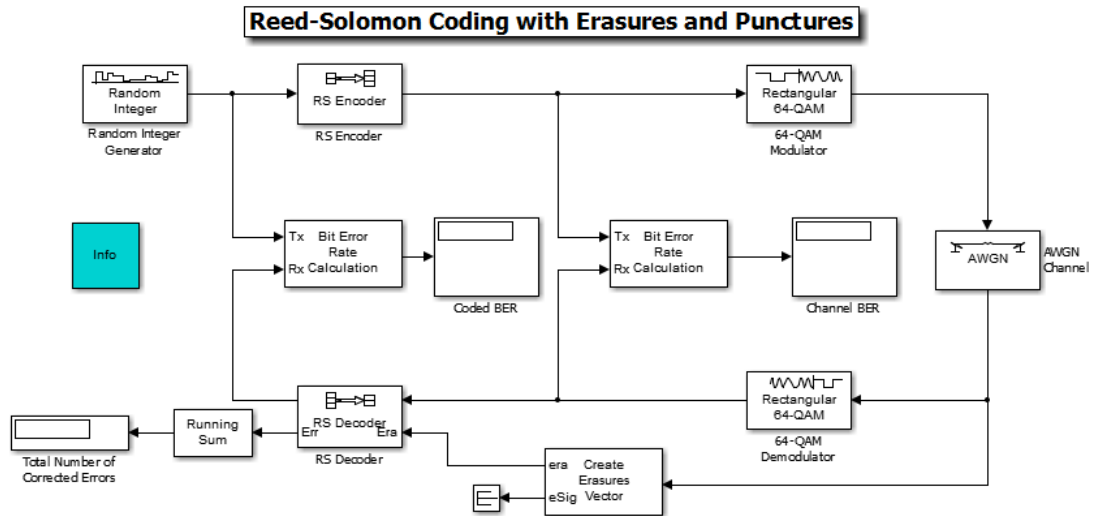 Reed-Solomon Coding with Erasures and Punctures
Random
Integer
Random Integer
Generator
RS Encoder
RS Encoder
Rectangular
64-QAM
64-QAM
Modulator
Info
Tx
Rx
Bit Error
Rate
Calculation
Coded BER
Tx
Rx
Bit Error
Rate
Calculation
Channel BER
AWGN
AWGN
Channel
Total Number of
Corrected Errors
Running
Sum
RS Decoder
Err
Era
RS Decoder
Rectangular
64-QAM
64-QAM
Demodulator
era
eSig
Create
Erasures
Vector